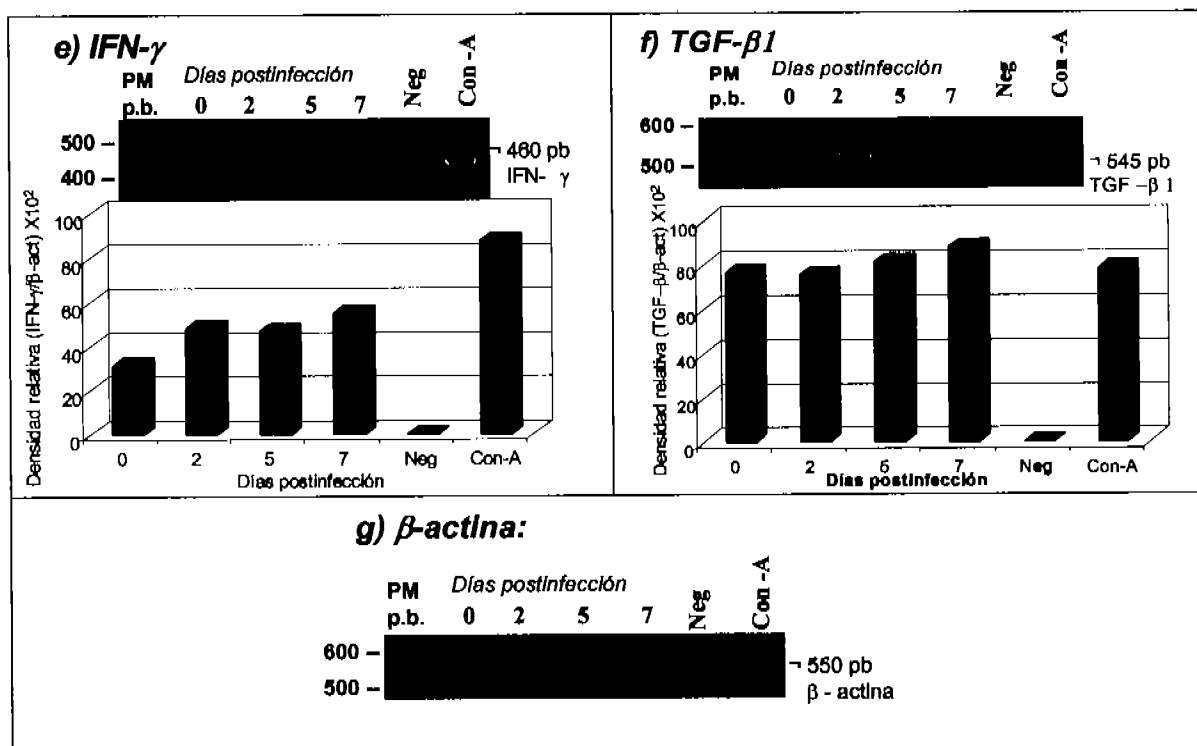 e) IFN-γ
PM Días postinfección Neg Con -A
p.b. 0 2 5 7
500 –
400 –
460 pb
IFN- γ
Densidad relativa (IFN-γ/β-act) X10²
100
80
60
40
20
0
0 2 5 7 Neg Con-A
Días postinfección
f) TGF-β1
PM Días postinfección Neg Con -A
p.b. 0 2 5 7
600 –
500 –
545 pb
TGF –β 1
Densidad relativa (TGF–β/β-act) X10²
100
80
60
40
20
0
0 2 5 7 Neg Con-A
Días postinfección
g) β-actina:
PM Días postinfección Neg Con -A
p.b. 0 2 5 7
600 –
500 –
550 pb
β - actina